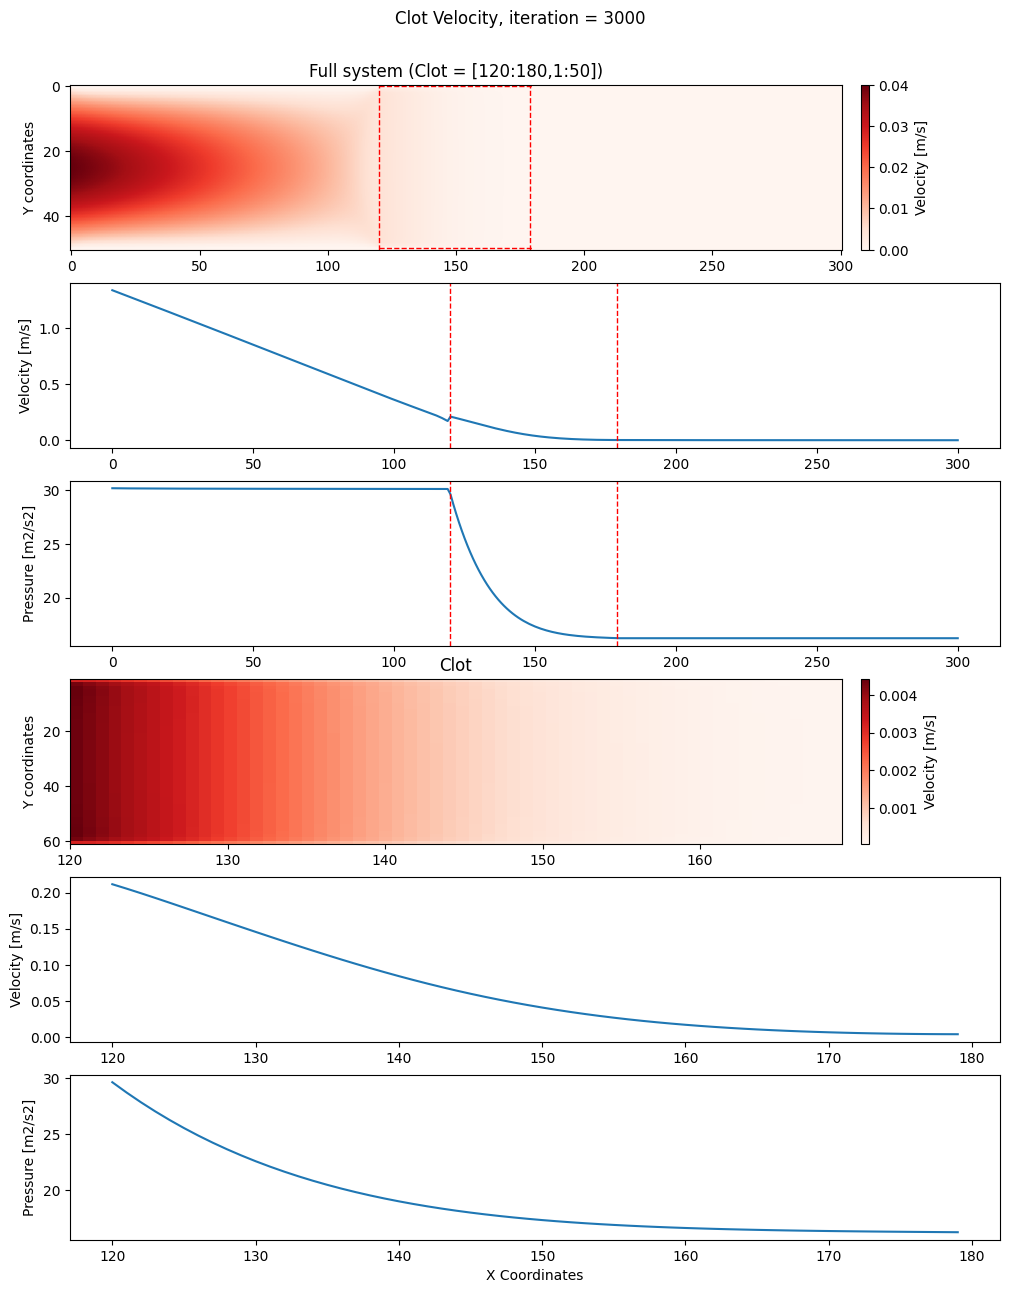 Clot Velocity, iteration = 3000
Full system (Clot = [120:180,1:50])
Y coordinates
0
20
40
0 50 100 150 200 250 300
0.04
0.03
0.02
0.01
0.00
Velocity [m/s]
Velocity [m/s]
1.0
0.5
0.0
0 50 100 150 200 250 300
Pressure [m2/s2]
30
25
20
0 50 100 150 200 250 300
Clot
Y coordinates
20
40
60
120 130 140 150 160
0.004
0.003
0.002
0.001
Velocity [m/s]
Velocity [m/s]
0.20
0.15
0.10
0.05
0.00
120 130 140 150 160 170 180
Pressure [m2/s2]
30
25
20
120 130 140 150 160 170 180
X Coordinates